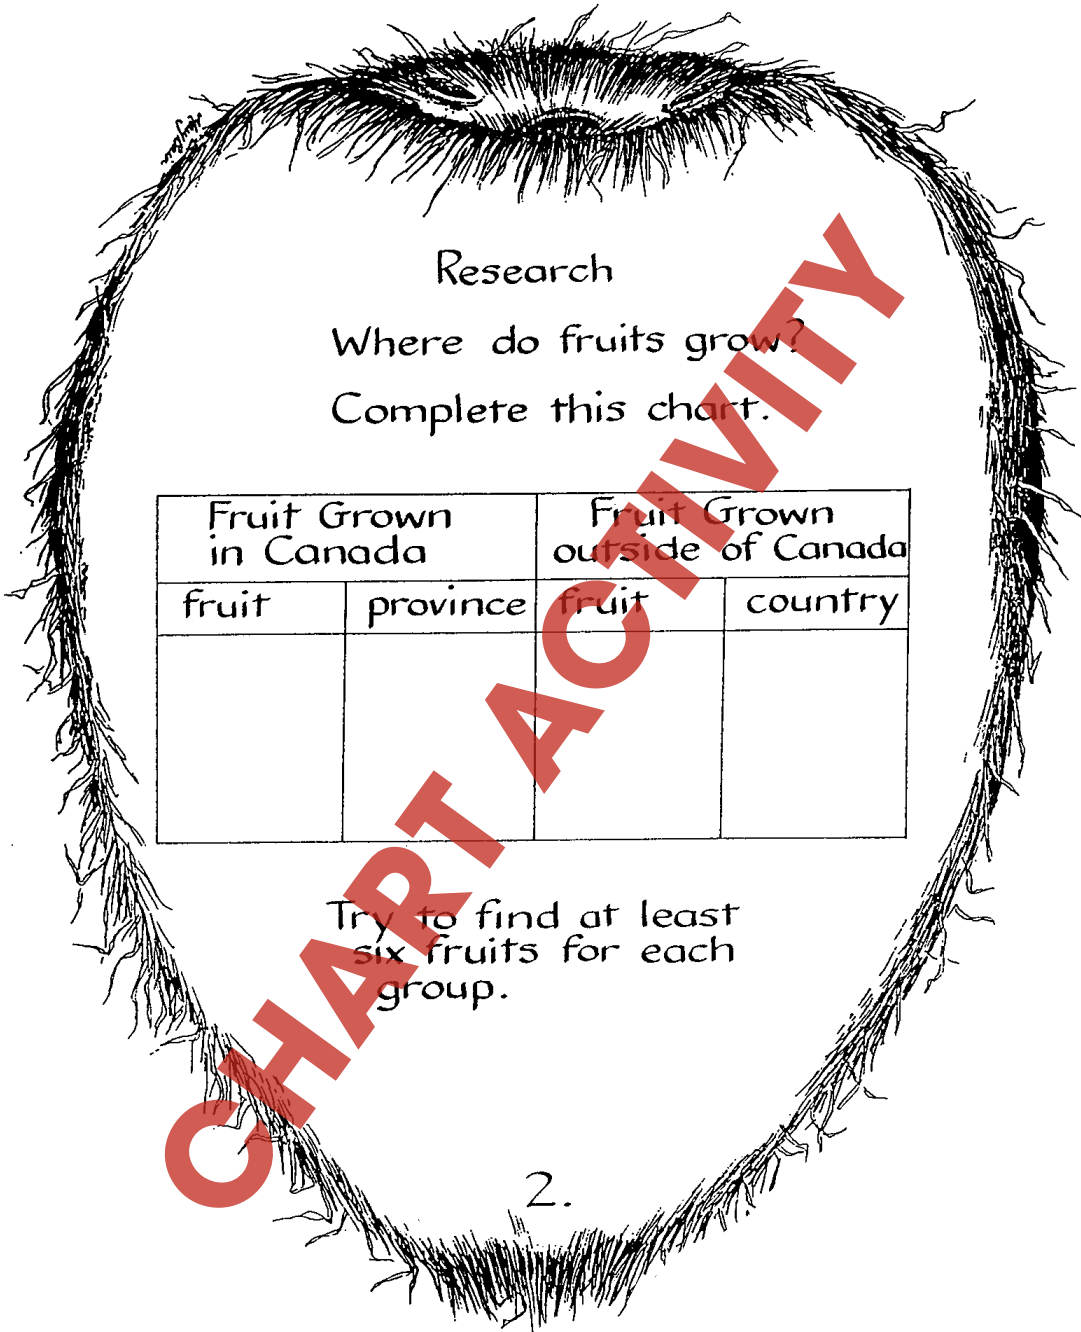 Research
Where do fruits grow?
Complete this chart.
Fruit Grown
in Canada
Fruit Grown
outside of Canada
fruit
province
fruit
country
Try to find at least
six fruits for each
group.
2.
CHART ACTIVITY